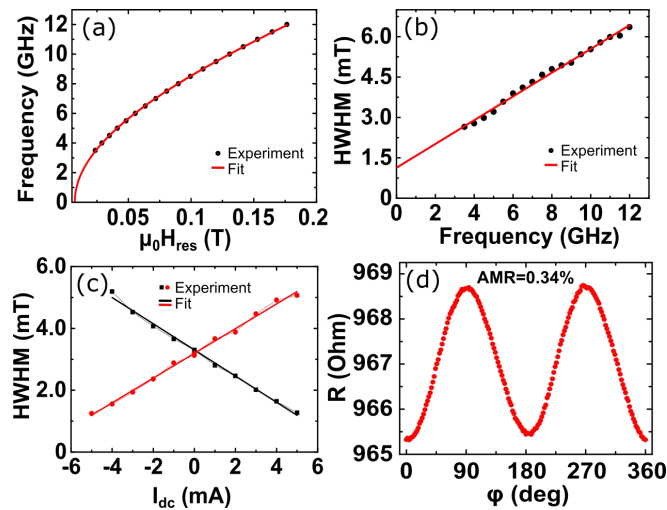 (a)
Frequency (GHz)
14
12
10
8
6
4
2
0
Experiment
Fit
0.05
0.1
0.15
0.2
μ₀H_res (T)
(b)
HWHM (mT)
6.0
4.5
3.0
1.5
0
Experiment
Fit
0
2
4
6
8
10
12
Frequency (GHz)
(c)
HWHM (mT)
6.0
4.0
2.0
0
Experiment
Fit
-6
-4
-2
0
2
4
6
I_dc (mA)
(d)
AMR=0.34%
R (Ohm)
969
968
967
966
965
0
90
180
270
360
φ (deg)